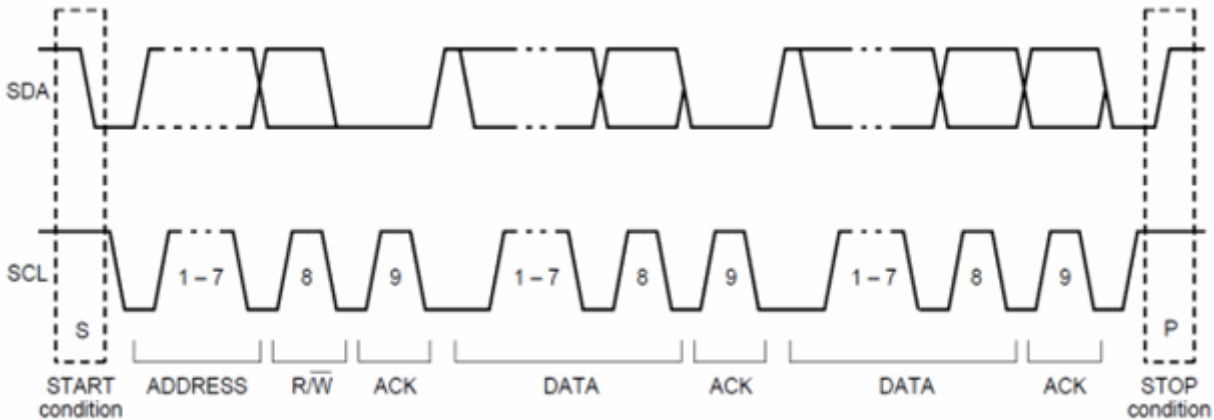 SDA
SCL 1 – 7 8 9 1 – 7 8 9 1 – 7 8 9
S P
START ADDRESS R/W̅ ACK DATA ACK DATA ACK STOP
condition condition